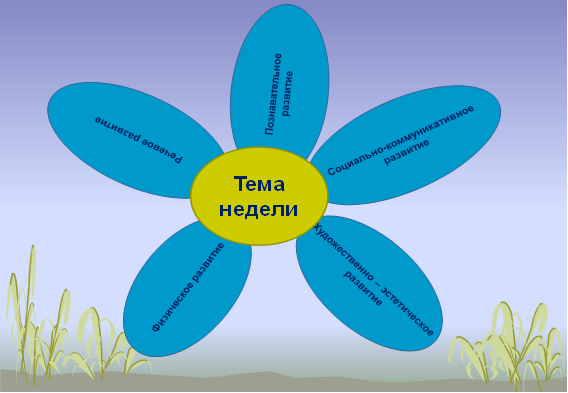 Познавательное
развитие
Социально-коммуникативное
развитие
Художественно – эстетическое
развитие
Физическое развитие
Речевое развитие
Тема
недели